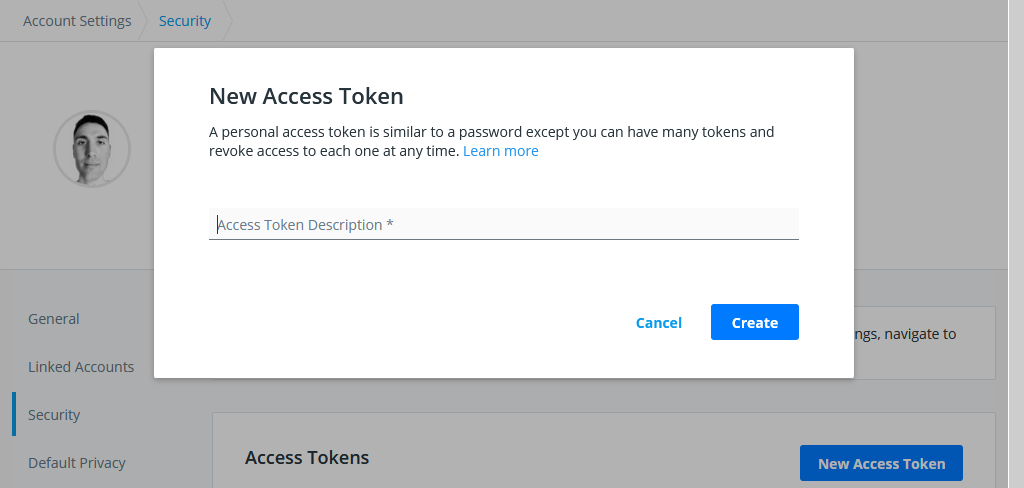 Account Settings
Security
New Access Token
A personal access token is similar to a password except you can have many tokens and
revoke access to each one at any time. Learn more
Access Token Description *
Cancel
Create
General
ngs, navigate to
Linked Accounts
Security
Default Privacy
Access Tokens
New Access Token